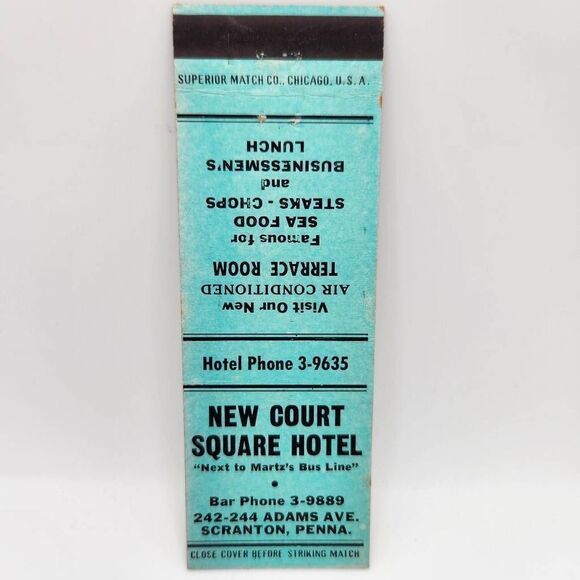 SUPERIOR MATCH CO., CHICAGO, U.S.A.
Visit Our New
AIR CONDITIONED
TERRACE ROOM
Famous for
SEA FOOD
STEAKS - CHOPS
and
BUSINESSMEN'S
LUNCH
Hotel Phone 3-9635
NEW COURT
SQUARE HOTEL
"Next to Martz's Bus Line"
Bar Phone 3-9889
242-244 ADAMS AVE.
SCRANTON, PENNA.
CLOSE COVER BEFORE STRIKING MATCH